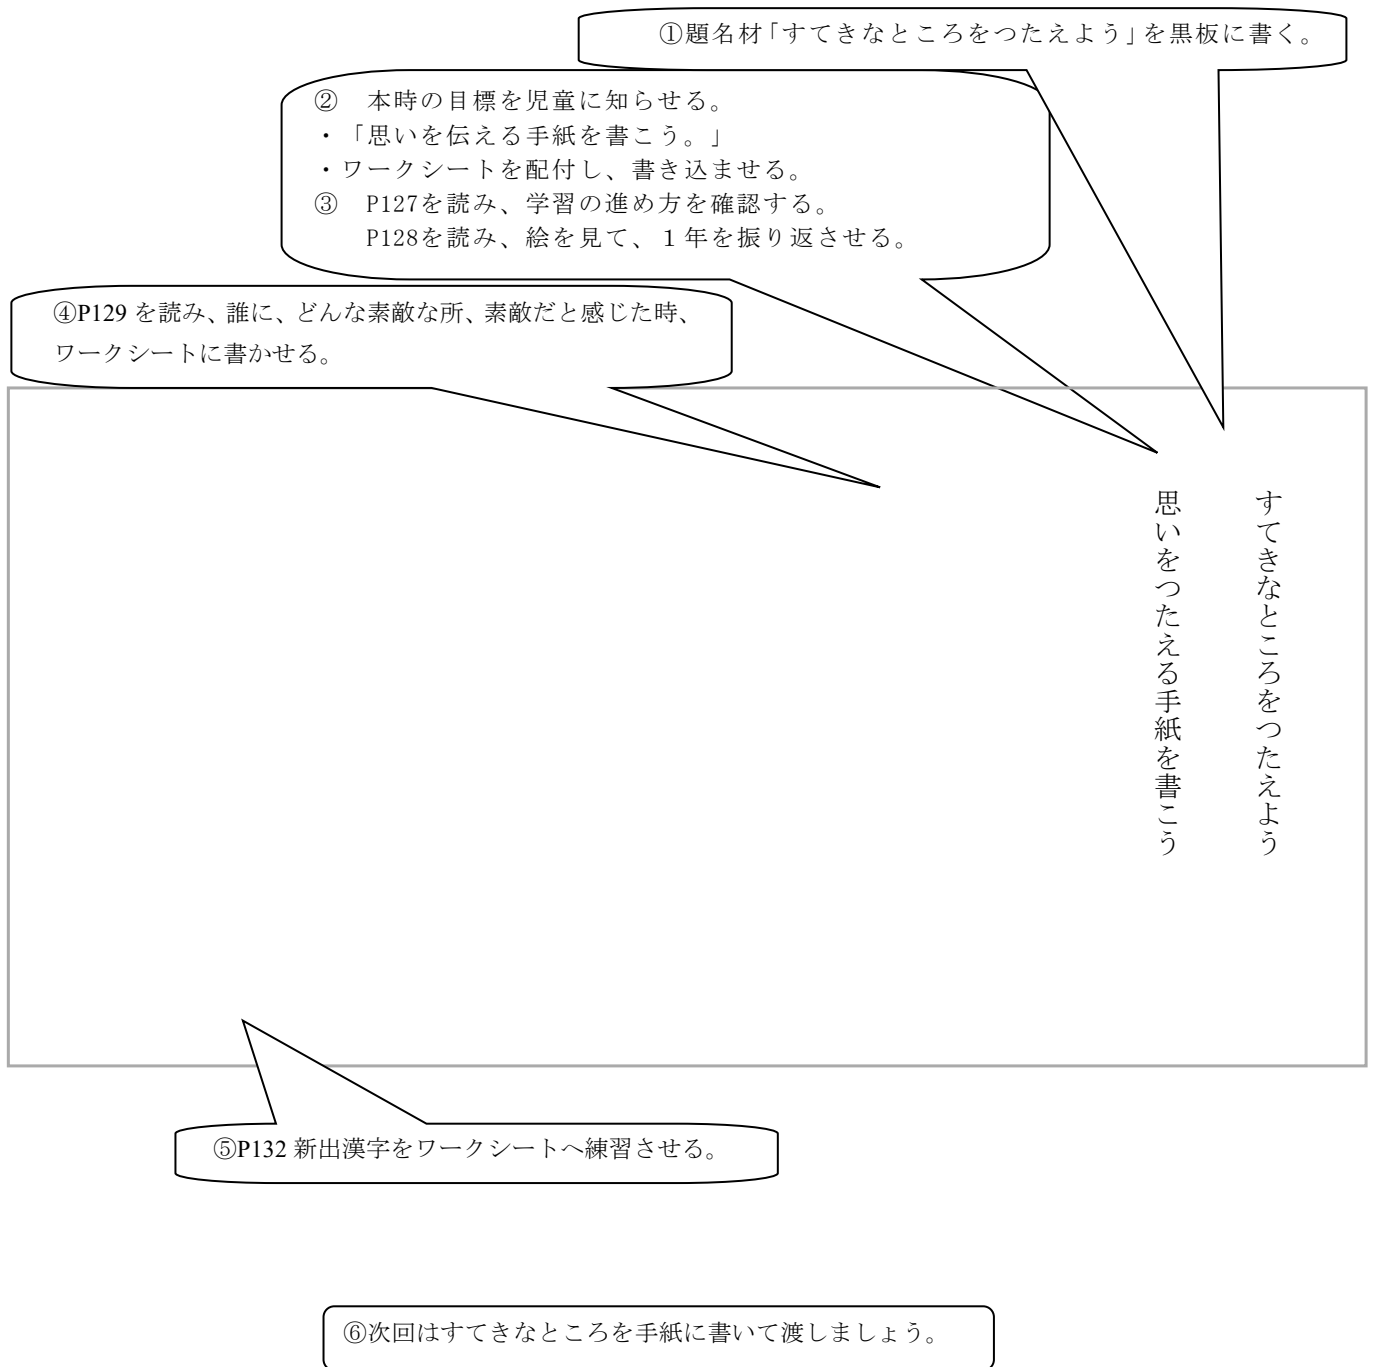 ①題名材「すてきなところをつたえよう」を黒板に書く。
②　本時の目標を児童に知らせる。
・「思いを伝える手紙を書こう。」
・ワークシートを配付し、書き込ませる。
③　P127を読み、学習の進め方を確認する。
P128を読み、絵を見て、１年を振り返させる。
④P129 を読み、誰に、どんな素敵な所、素敵だと感じた時、
ワークシートに書かせる。
すてきなところをつたえよう
思いをつたえる手紙を書こう
⑤P132 新出漢字をワークシートへ練習させる。
⑥次回はすてきなところを手紙に書いて渡しましょう。